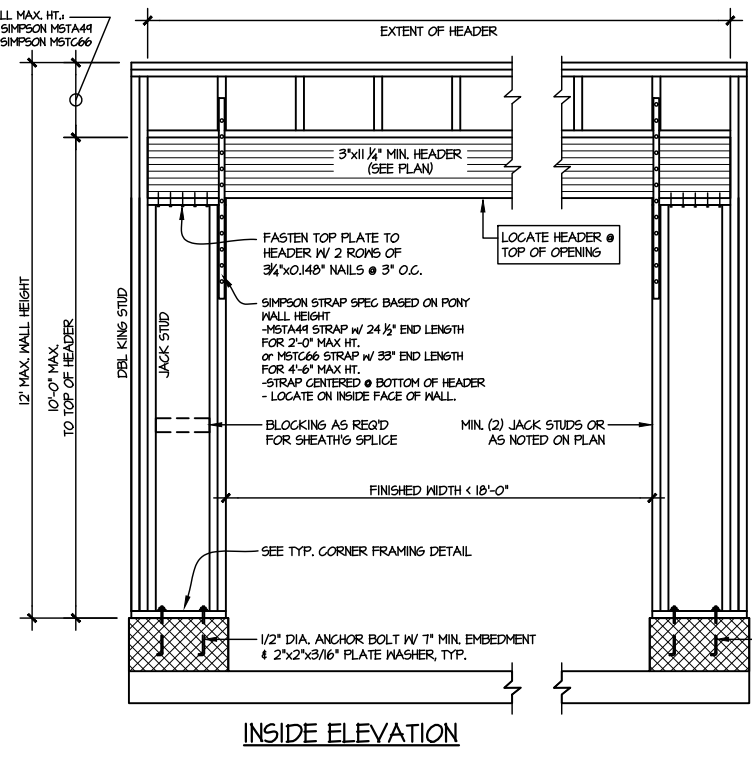 LL MAX. HT.:
SIMPSON MSTA49
SIMPSON MSTC66
EXTENT OF HEADER
3"x11 ¼" MIN. HEADER
(SEE PLAN)
FASTEN TOP PLATE TO
HEADER W/ 2 ROWS OF
3¼"x0.148" NAILS @ 3" O.C.
LOCATE HEADER @
TOP OF OPENING
SIMPSON STRAP SPEC BASED ON PONY
WALL HEIGHT
-MSTA49 STRAP W/ 24 ½" END LENGTH
FOR 2'-0" MAX HT.
or MSTC66 STRAP W/ 33" END LENGTH
FOR 4'-6" MAX HT.
-STRAP CENTERED @ BOTTOM OF HEADER
- LOCATE ON INSIDE FACE OF WALL.
12' MAX. WALL HEIGHT
10'-0" MAX.
TO TOP OF HEADER
DBL KING STUD
JACK STUD
BLOCKING AS REQ'D
FOR SHEATH'G SPLICE
MIN. (2) JACK STUDS OR
AS NOTED ON PLAN
FINISHED WIDTH < 18'-0"
SEE TYP. CORNER FRAMING DETAIL
1/2" DIA. ANCHOR BOLT W/ 7" MIN. EMBEDMENT
& 2"x2"x3/16" PLATE WASHER, TYP.
INSIDE ELEVATION